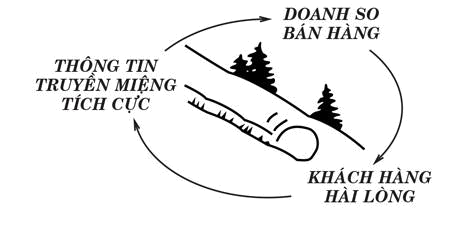 DOANH SO
BÁN HÀNG
THÔNG TIN
TRUYỀN MIỆNG
TÍCH CỰC
KHÁCH HÀNG
HÀI LÒNG